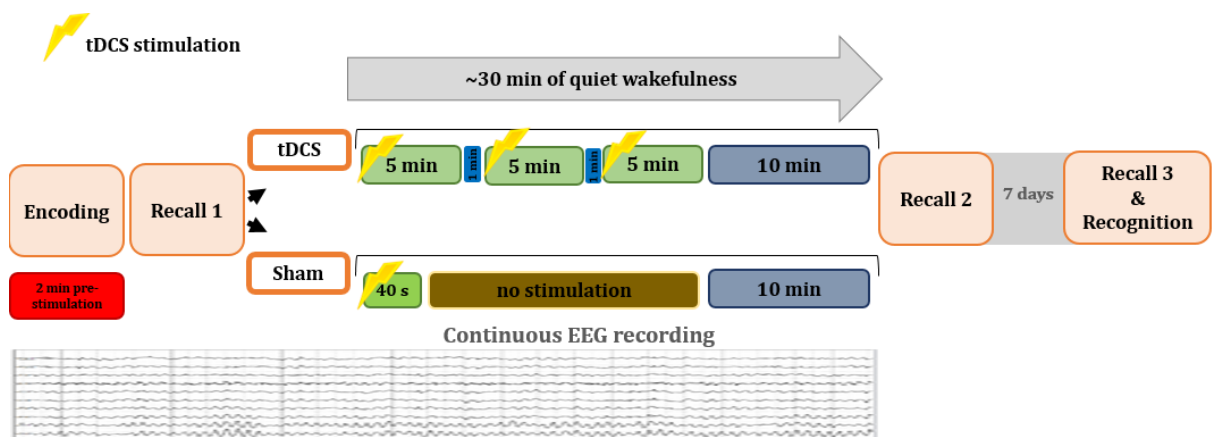 tDCS stimulation
~30 min of quiet wakefulness
tDCS
5 min
1 min
5 min
1 min
5 min
10 min
Encoding
Recall 1
Recall 2
7 days
Recall 3
&
Recognition
Sham
2 min pre-
stimulation
40 s
no stimulation
10 min
Continuous EEG recording